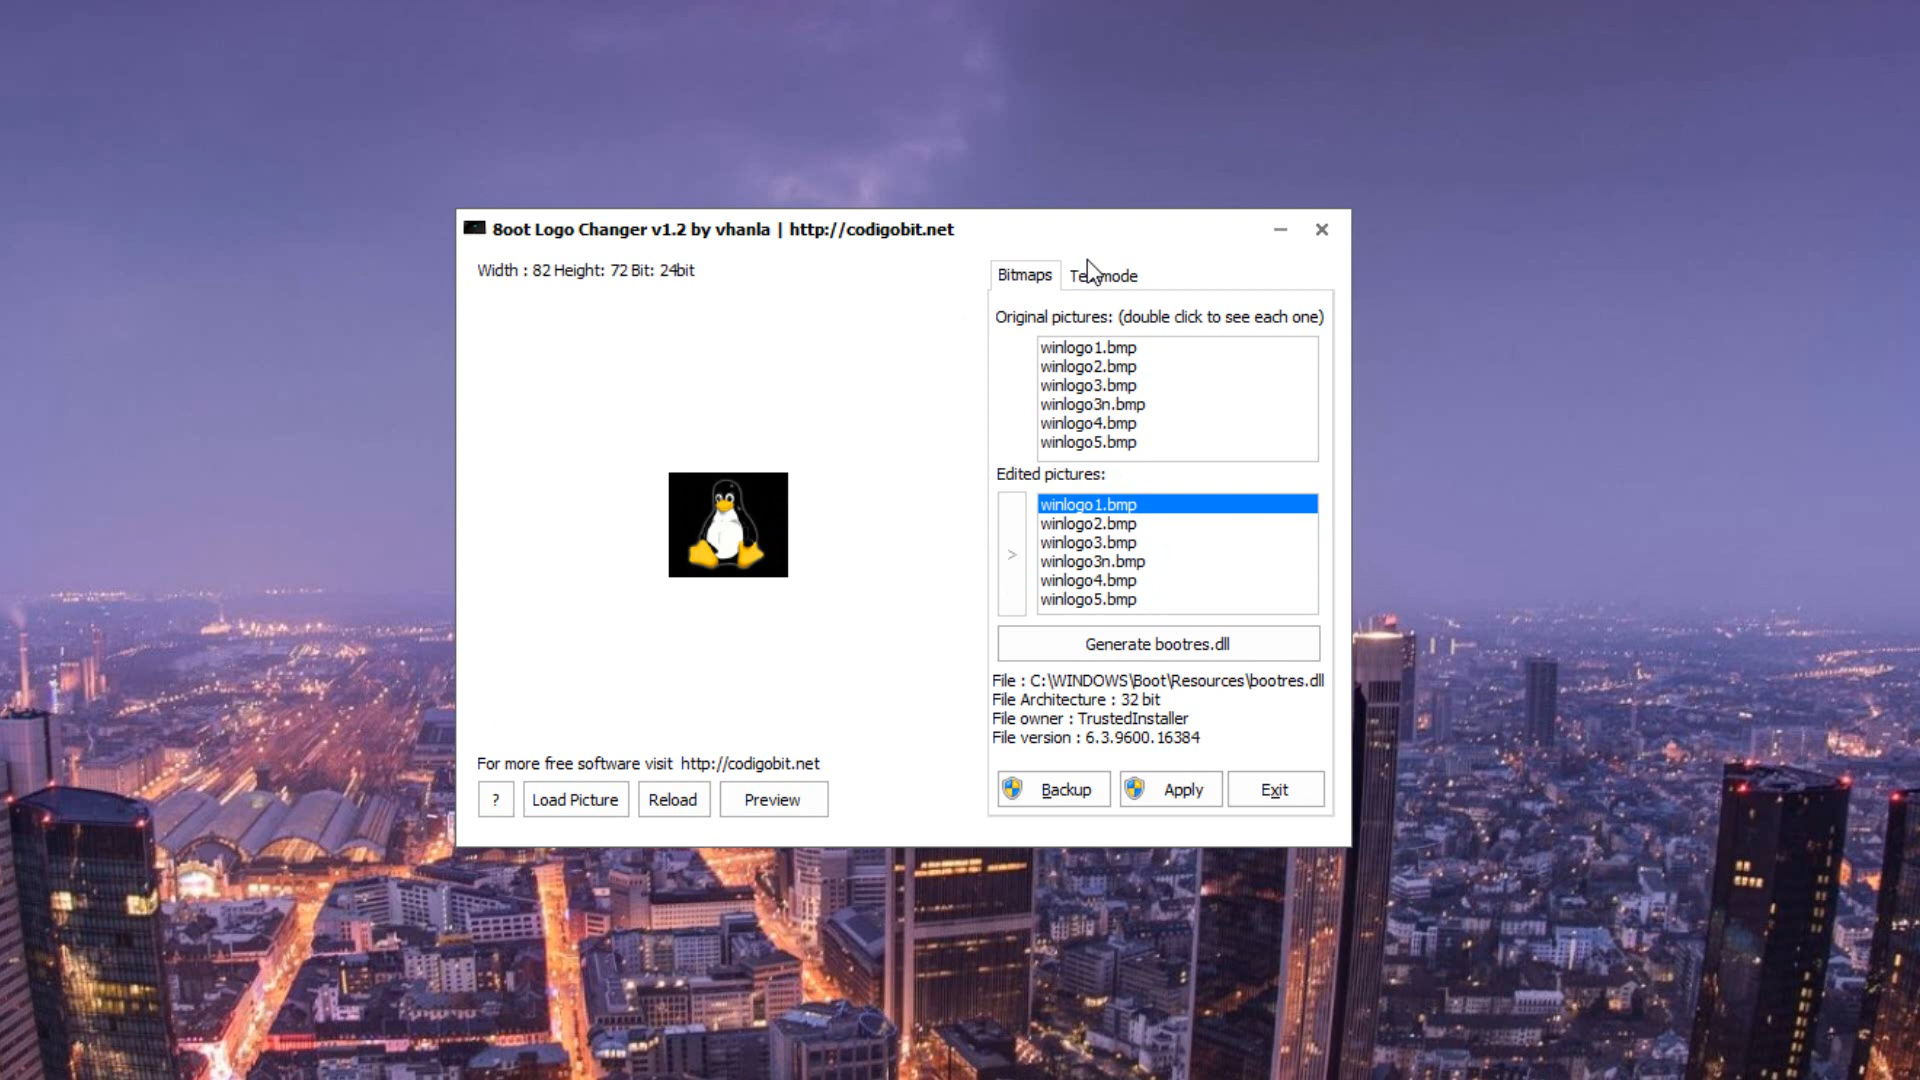 8oot Logo Changer v1.2 by vhanla | http://codigobit.net
Width : 82 Height: 72 Bit: 24bit
Bitmaps
mode
Original pictures: (double click to see each one)
winlogo1.bmp
winlogo2.bmp
winlogo3.bmp
winlogo3n.bmp
winlogo4.bmp
winlogo5.bmp
Edited pictures:
>
winlogo1.bmp
winlogo2.bmp
winlogo3.bmp
winlogo3n.bmp
winlogo4.bmp
winlogo5.bmp
Generate bootres.dll
File : C:\WINDOWS\Boot\Resources\bootres.dll
File Architecture : 32 bit
File owner : TrustedInstaller
File version : 6.3.9600.16384
For more free software visit http://codigobit.net
? Load Picture Reload Preview
Backup Apply Exit